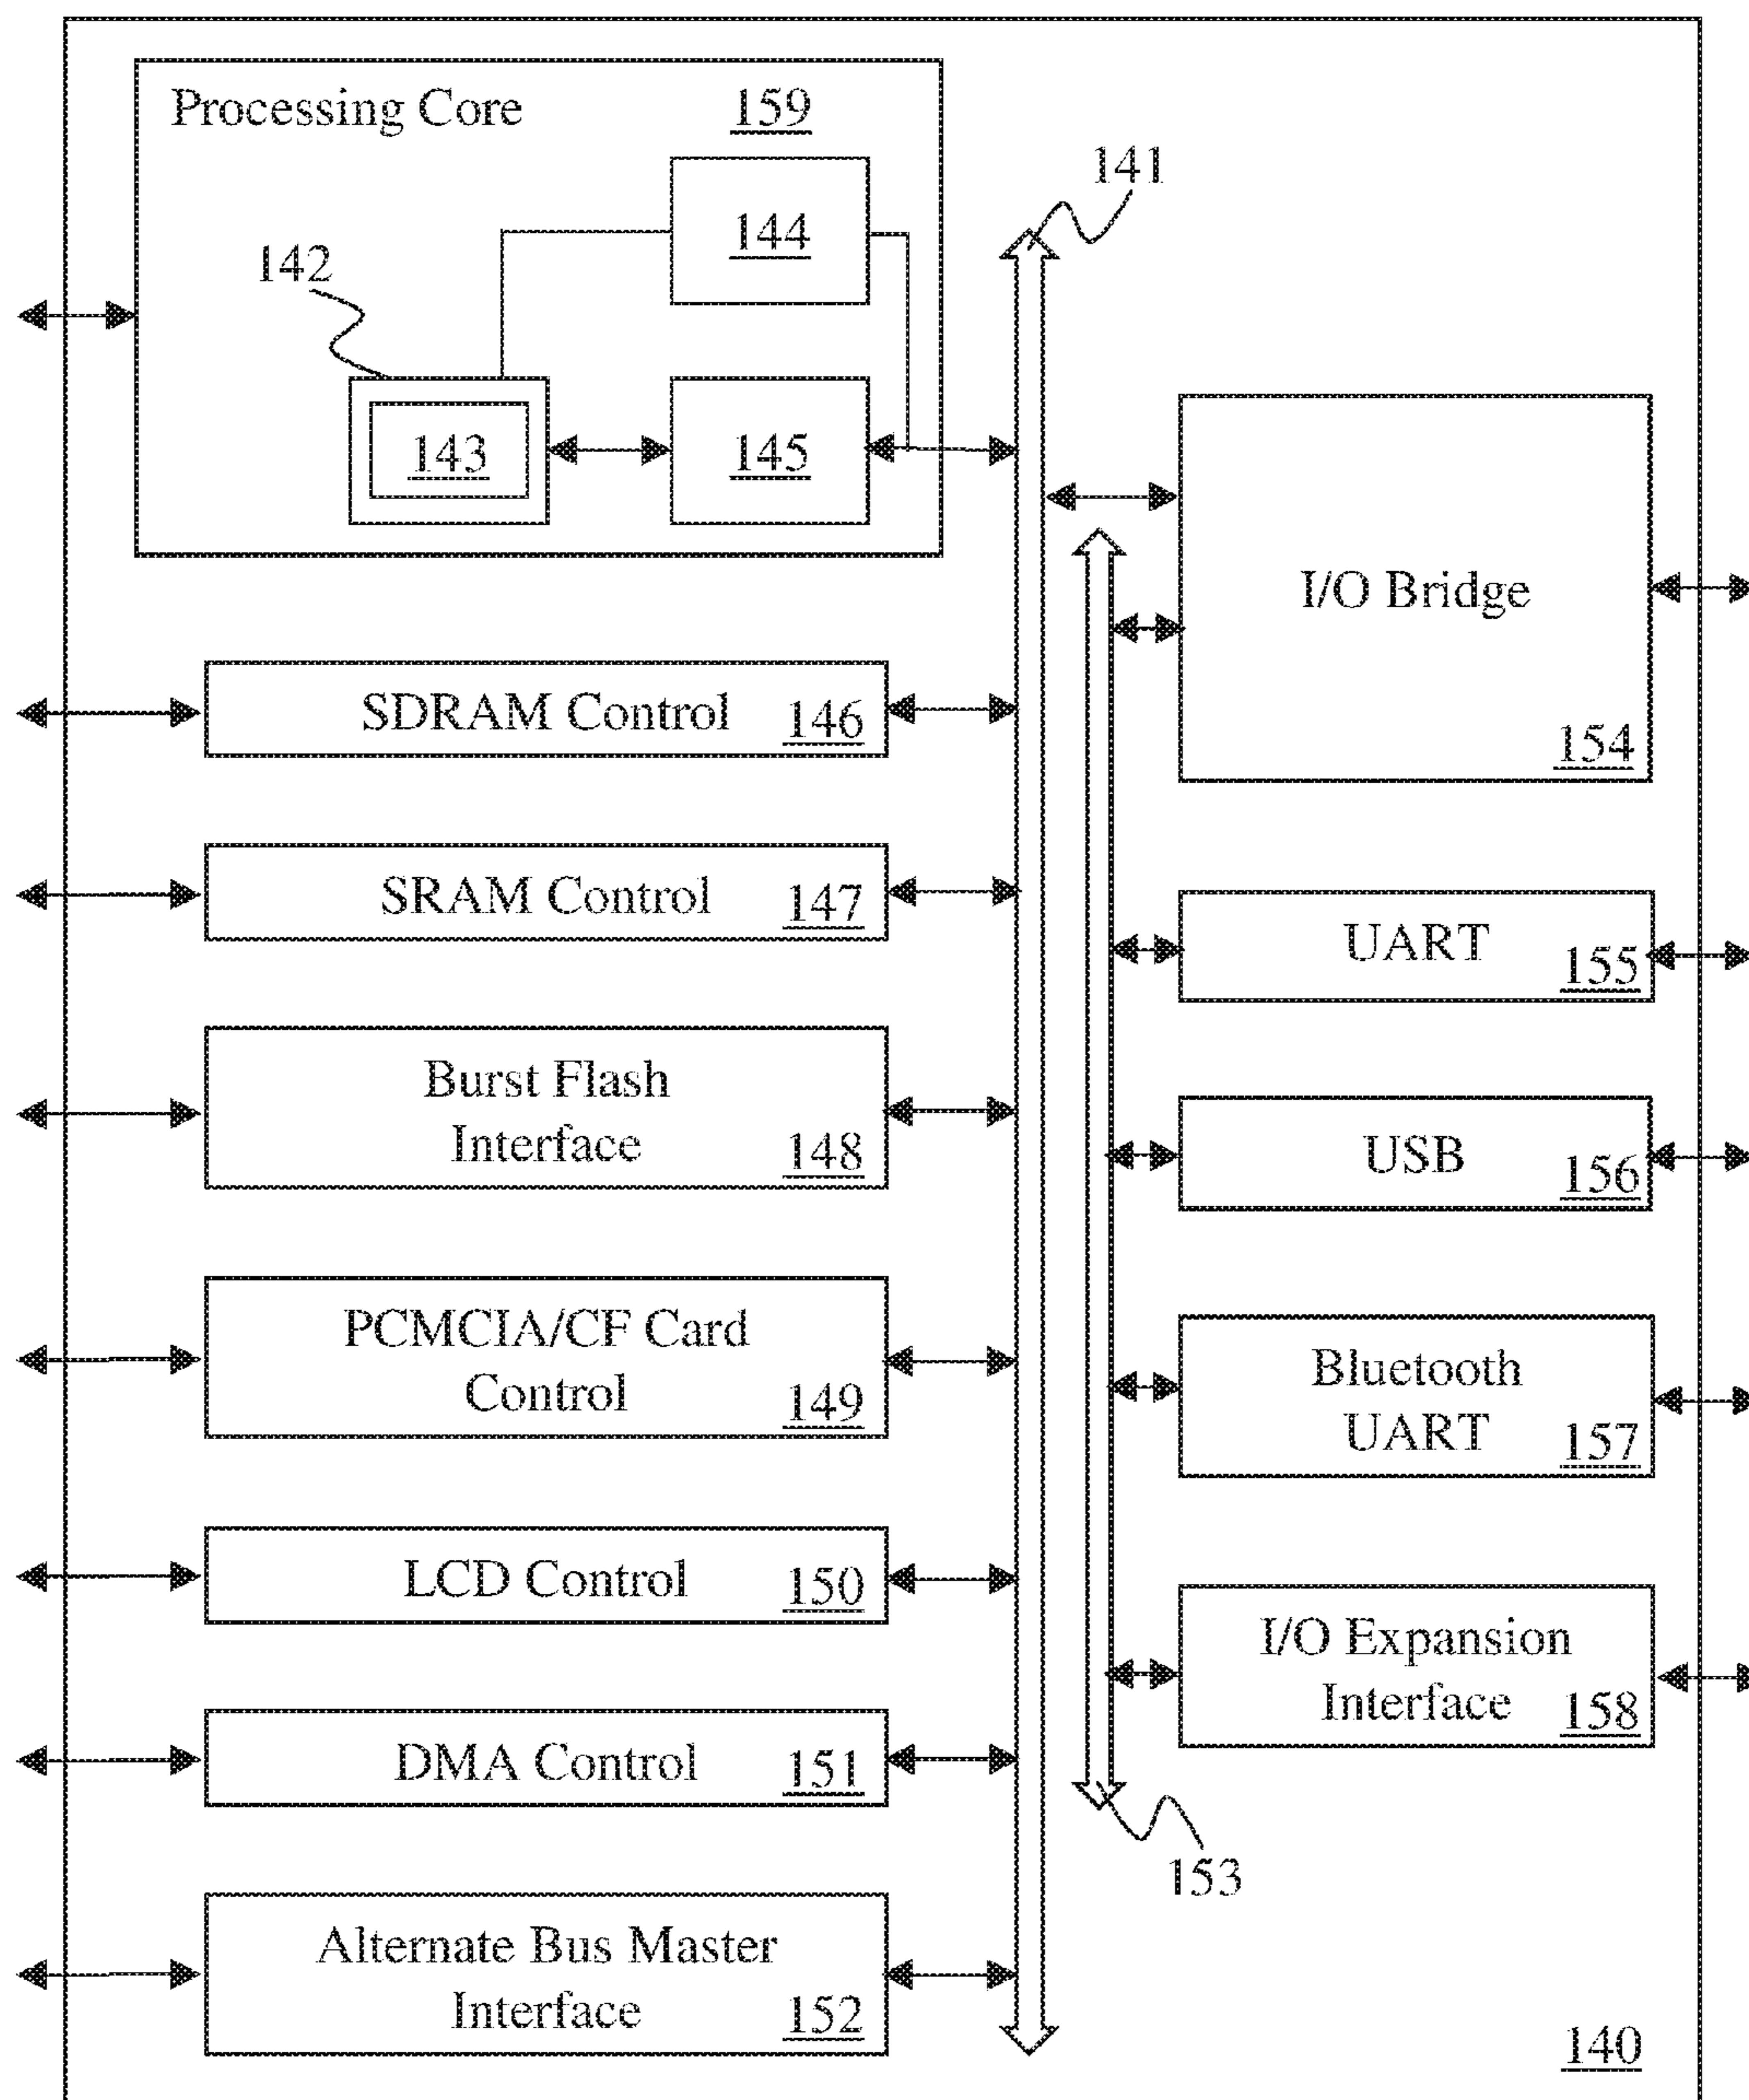 Processing Core
159
141
144
142
143
145
I/O Bridge
154
SDRAM Control
146
SRAM Control
147
UART
155
Burst Flash
Interface
148
USB
156
PCMCIA/CF Card
Control
149
Bluetooth
UART
157
LCD Control
150
I/O Expansion
Interface
158
DMA Control
151
153
Alternate Bus Master
Interface
152
140